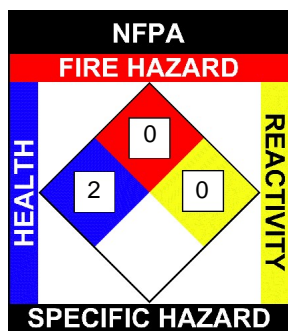 NFPA
FIRE HAZARD
0
HEALTH
2
0
REACTIVITY
SPECIFIC HAZARD